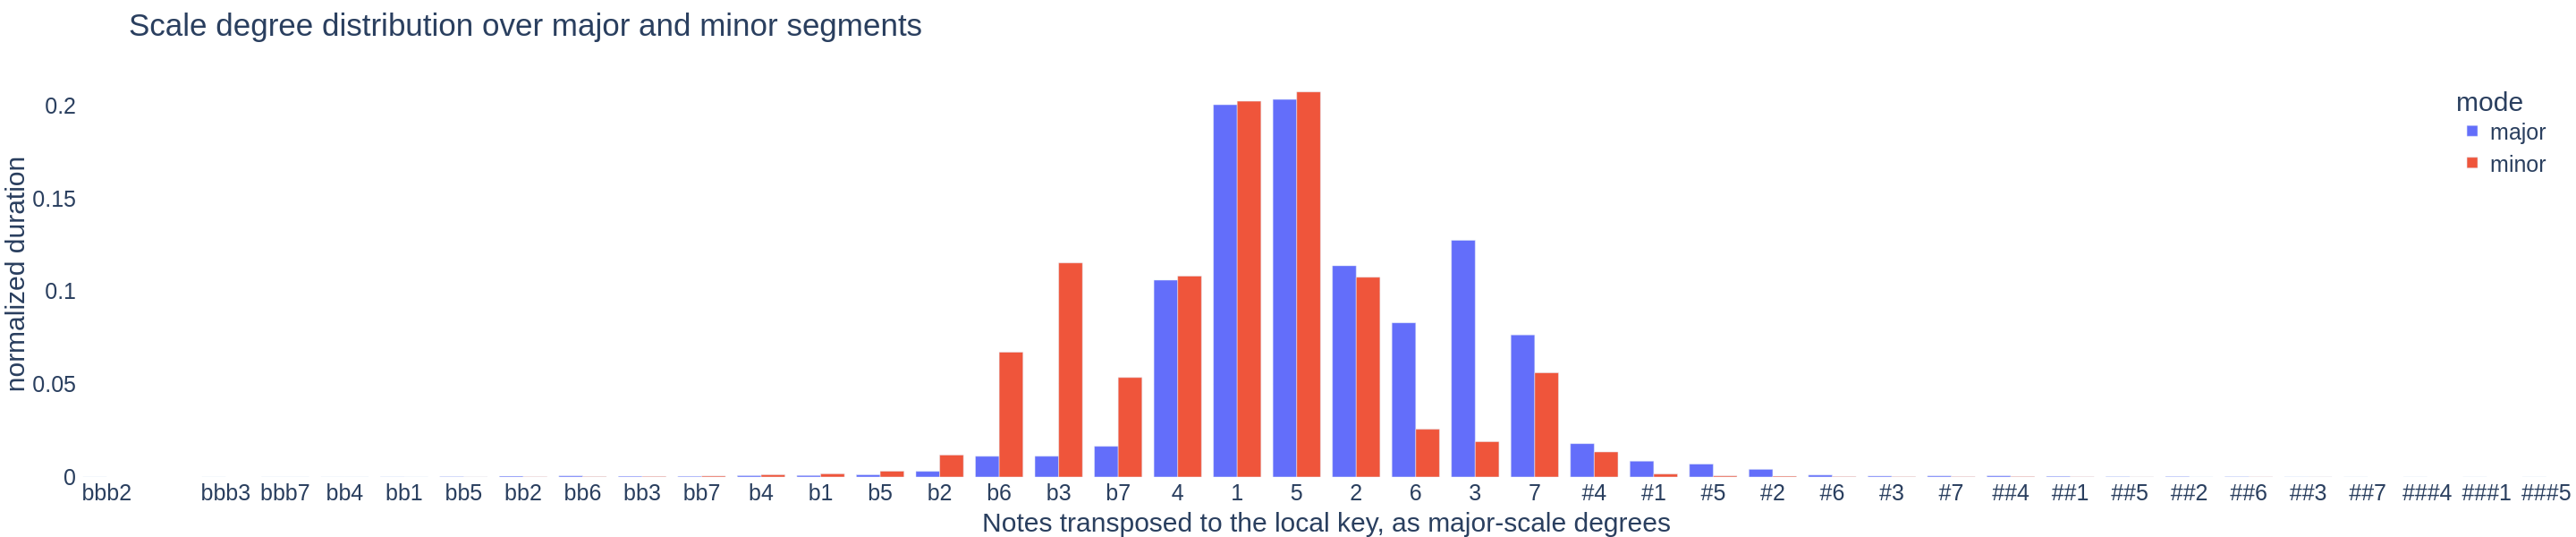 Scale degree distribution over major and minor segments
mode
major
minor
normalized duration
0.2
0.15
0.1
0.05
0
bbb2 bbb3 bbb7 bb4 bb1 bb5 bb2 bb6 bb3 bb7 b4 b1 b5 b2 b6 b3 b7 4 1 5 2 6 3 7 #4 #1 #5 #2 #6 #3 #7 ##4 ##1 ##5 ##2 ##6 ##3 ##7 ###4 ###1 ###5
Notes transposed to the local key, as major-scale degrees